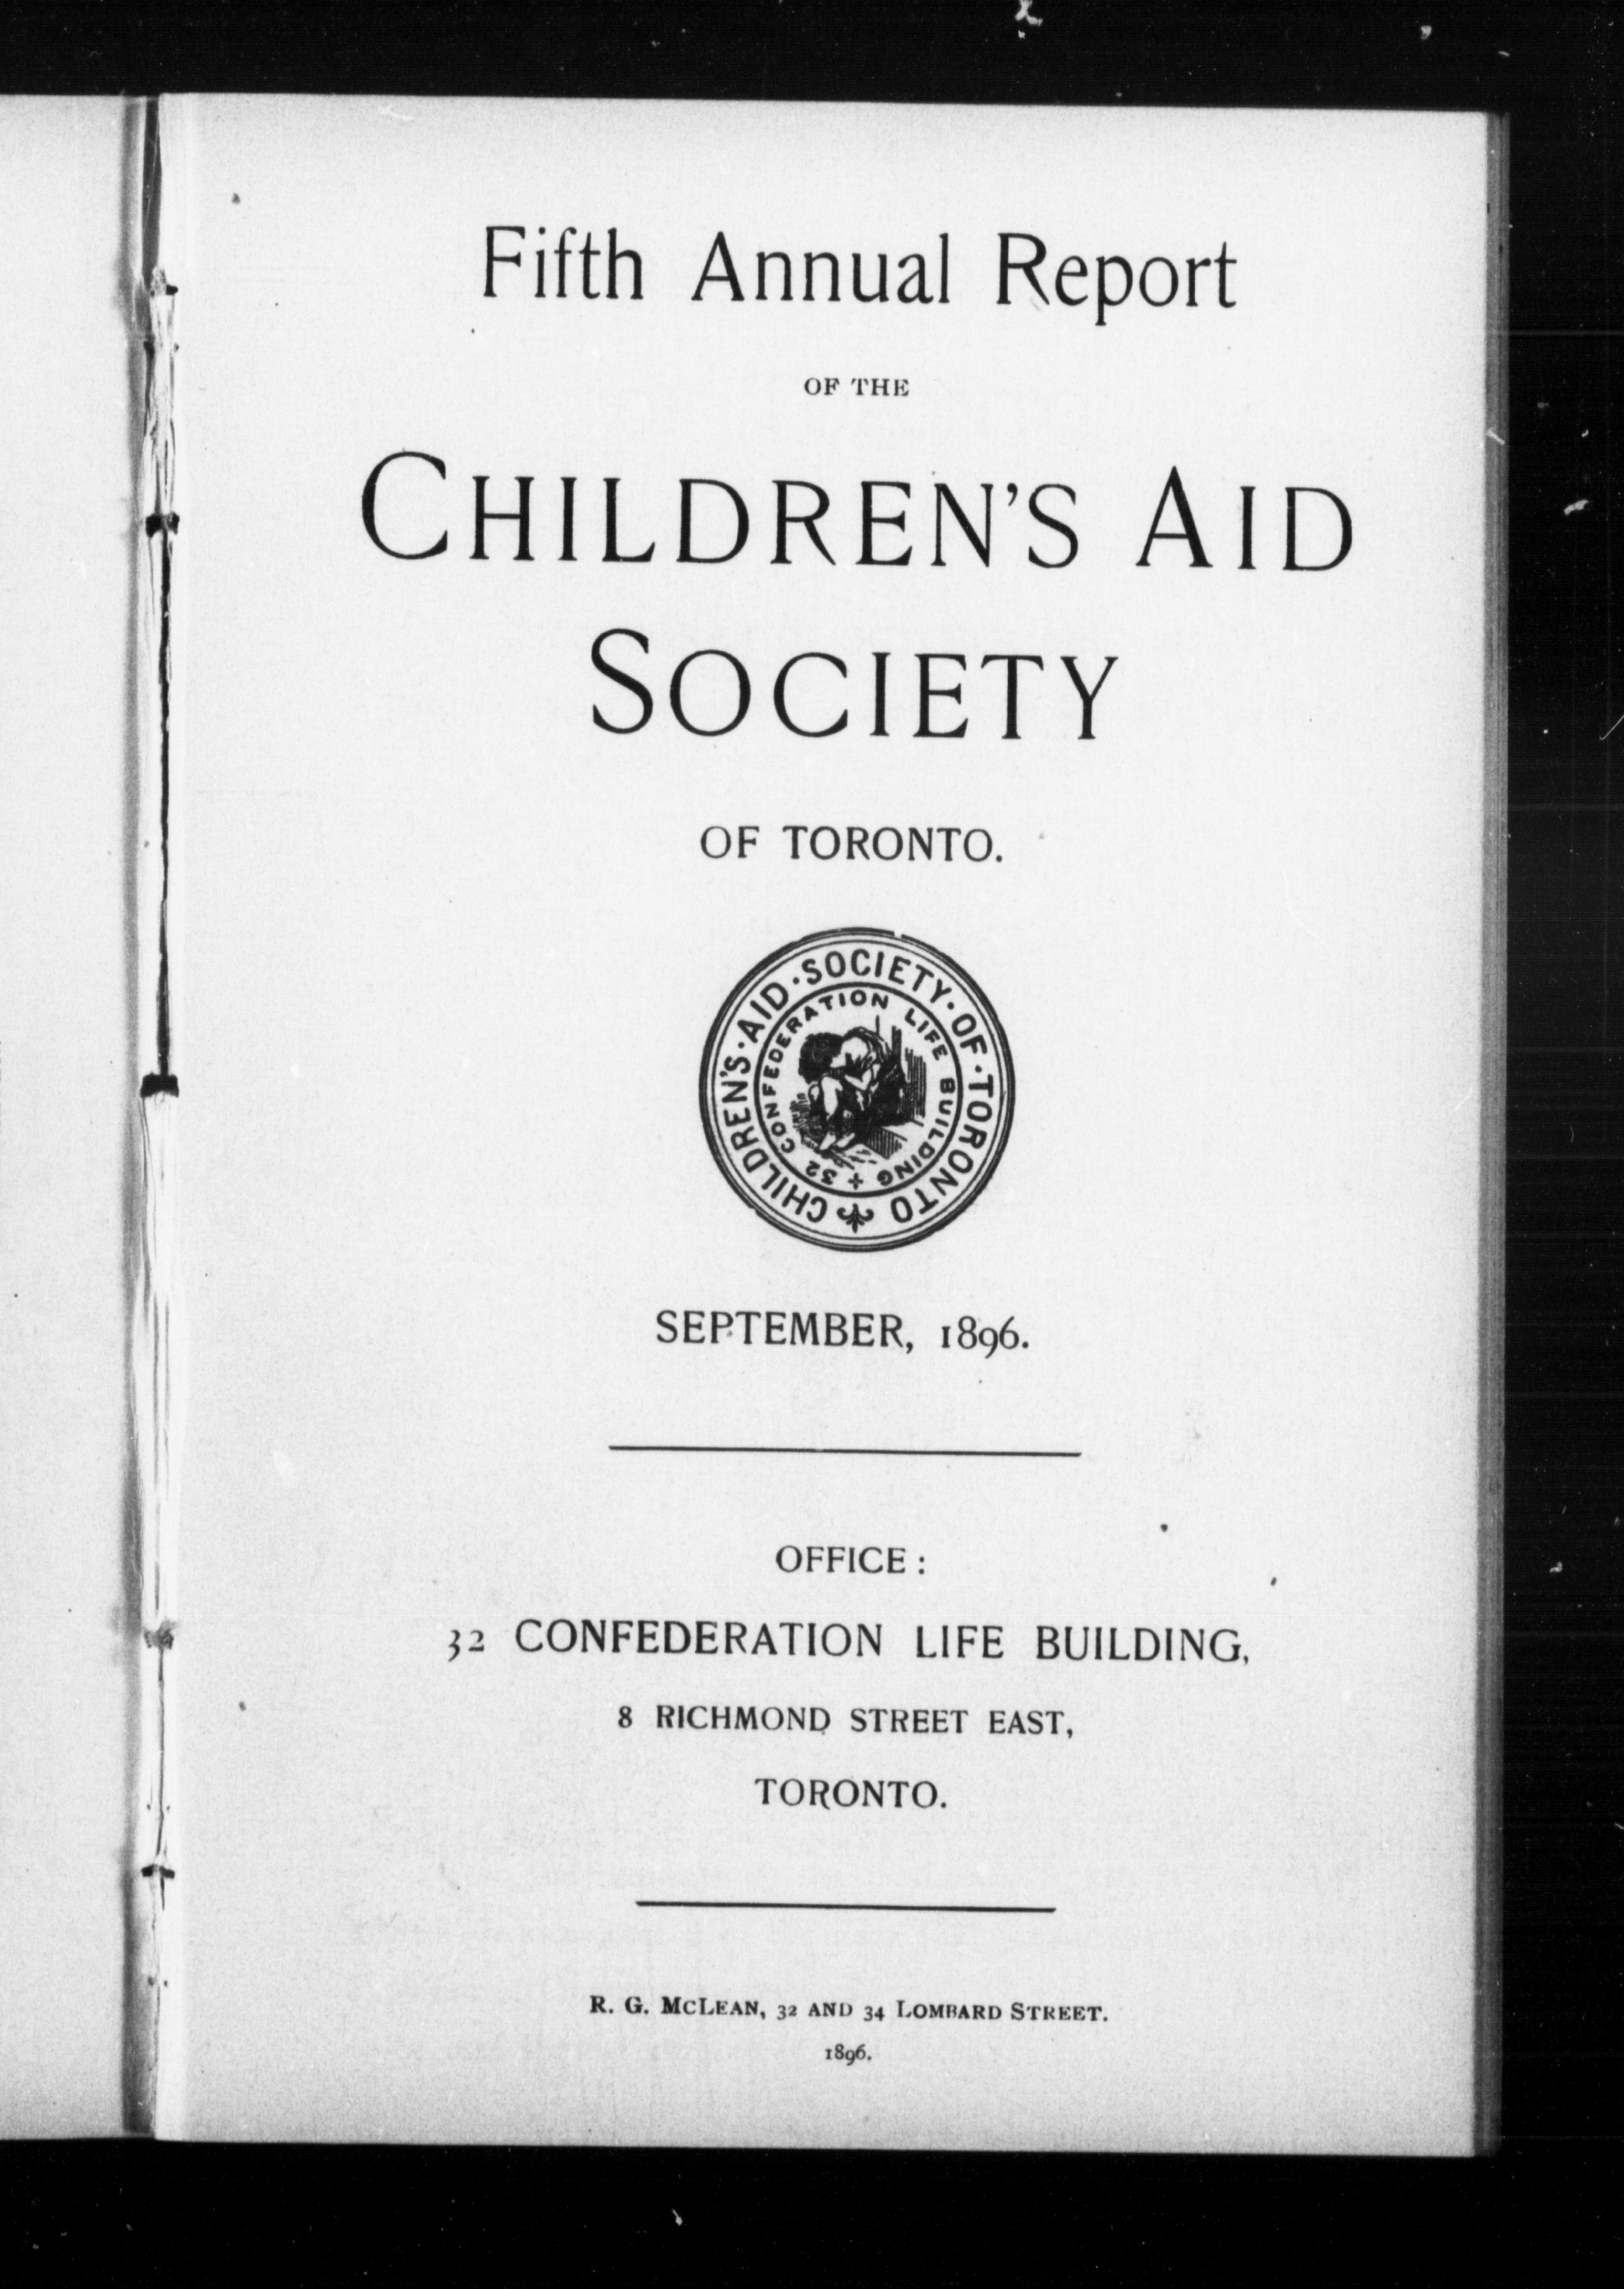 Fifth Annual Report
OF THE
CHILDREN'S AID
SOCIETY
OF TORONTO.
CHILDREN'S·AID·SOCIETY·OF·TORONTO
32 CONFEDERATION LIFE BUILDING
SEPTEMBER, 1896.
OFFICE :
32 CONFEDERATION LIFE BUILDING,
8 RICHMOND STREET EAST,
TORONTO.
R. G. MCLEAN, 32 AND 34 LOMBARD STREET.
1896.